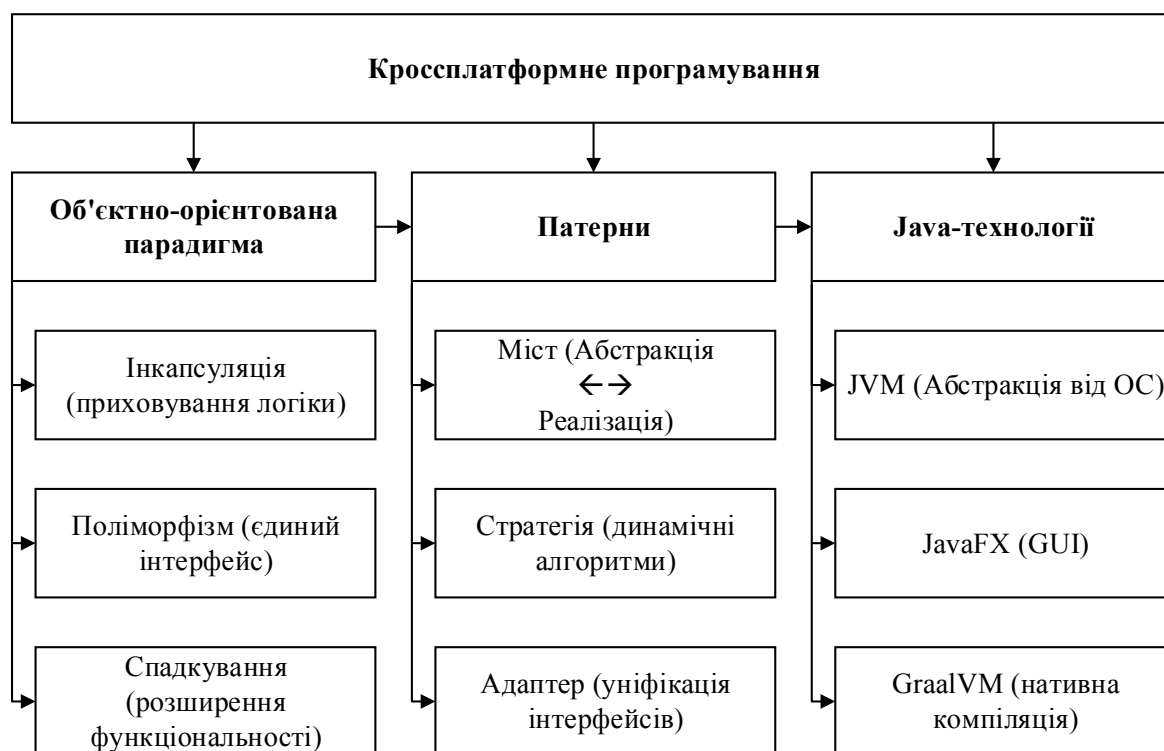 Кроссплатформне програмування
Об'єктно-орієнтована
парадигма
Патерни
Java-технології
Інкапсуляція
(приховування логіки)
Міст (Абстракція
←→
Реалізація)
JVM (Абстракція від ОС)
Поліморфізм (єдиний
інтерфейс)
Стратегія (динамічні
алгоритми)
JavaFX (GUI)
Спадкування
(розширення
функціональності)
Адаптер (уніфікація
інтерфейсів)
GraalVM (нативна
компіляція)